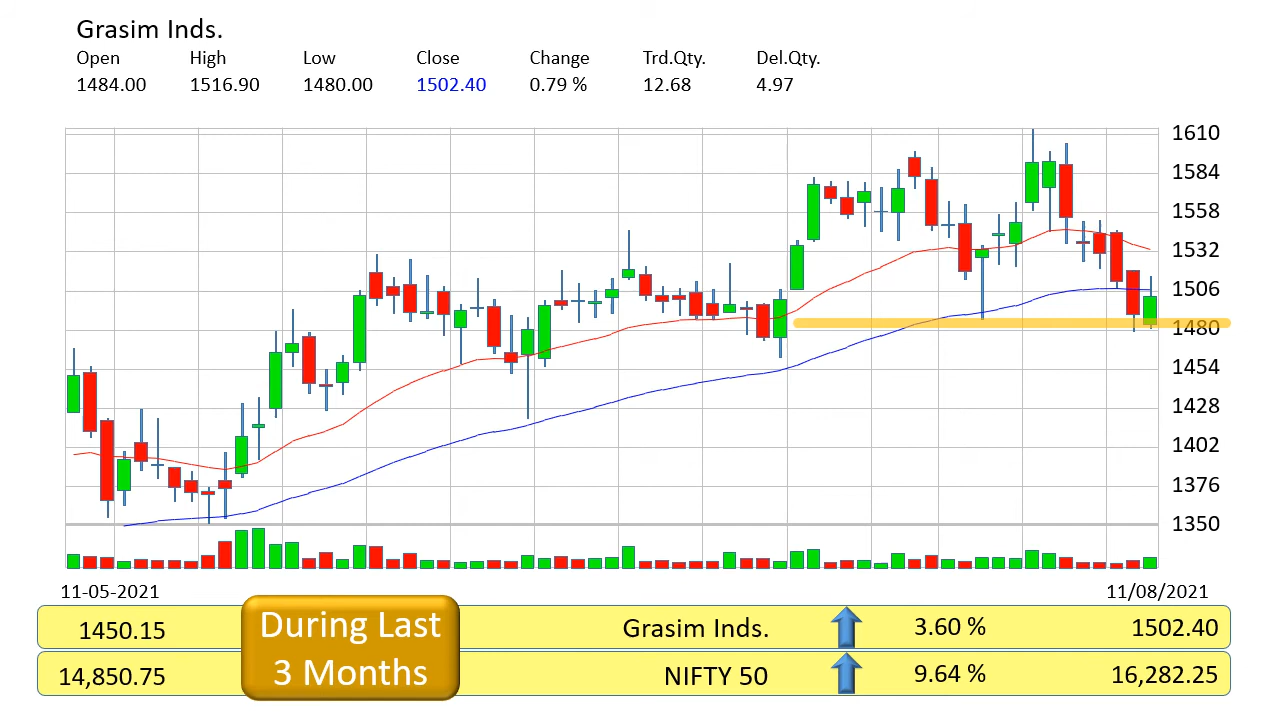 Grasim Inds.
Open High Low Close Change Trd.Qty. Del.Qty.
1484.00 1516.90 1480.00 1502.40 0.79 % 12.68 4.97
1610
1584
1558
1532
1506
1480
1454
1428
1402
1376
1350
11-05-2021 11/08/2021
1450.15 During Last Grasim Inds. 3.60 % 1502.40
14,850.75 3 Months NIFTY 50 9.64 % 16,282.25